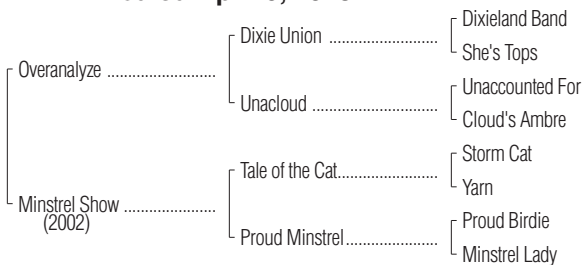 Dixieland Band
Dixie Union ..............................
She's Tops
Overanalyze ..............................
Unaccounted For
Unacloud ..................................
Cloud's Ambre
Storm Cat
Tale of the Cat............................
Yarn
Minstrel Show .........................
(2002)
Proud Birdie
Proud Minstrel.........................
Minstrel Lady